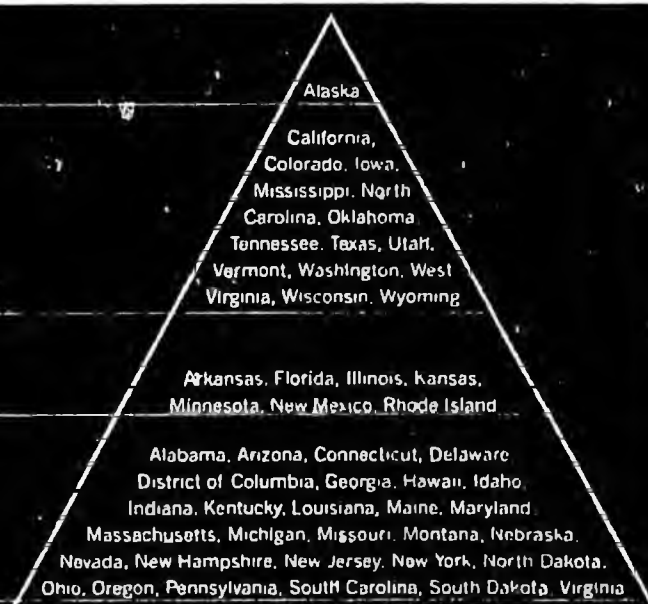 Alaska
California,
Colorado, Iowa,
Mississippi, North
Carolina, Oklahoma
Tennessee, Texas, Utah,
Vermont, Washington, West
Virginia, Wisconsin, Wyoming
Arkansas, Florida, Illinois, Kansas,
Minnesota, New Mexico, Rhode Island
Alabama, Arizona, Connecticut, Delaware
District of Columbia, Georgia, Hawaii, Idaho,
Indiana, Kentucky, Louisiana, Maine, Maryland
Massachusetts, Michigan, Missouri, Montana, Nebraska,
Nevada, New Hampshire, New Jersey, New York, North Dakota,
Ohio, Oregon, Pennsylvania, South Carolina, South Dakota, Virginia